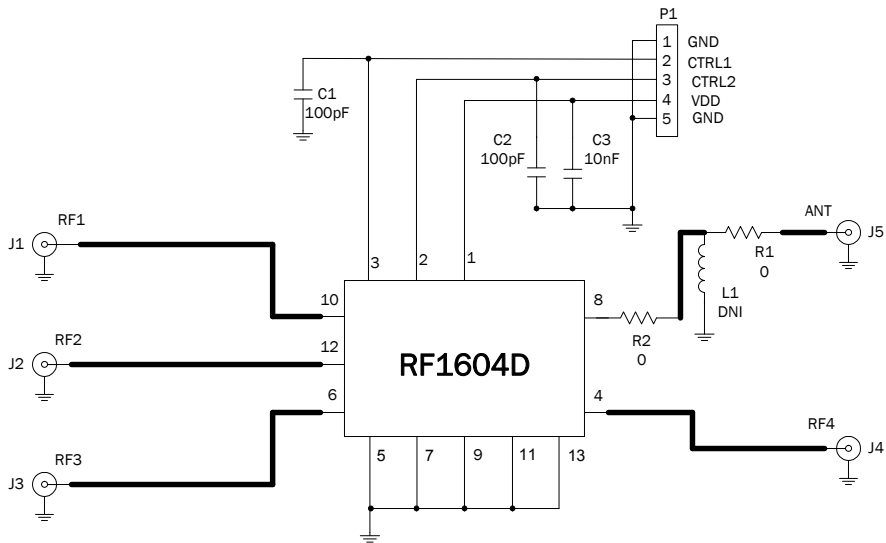 P1
1 GND
2 CTRL1
3 CTRL2
4 VDD
5 GND
C1
100pF
C2
100pF
C3
10nF
RF1
J1
ANT
J5
R1
0
L1
DNI
3
2
1
10
8
R2
0
RF2
J2
12
RF1604D
6
4
RF3
J3
RF4
J4
5
7
9
11
13